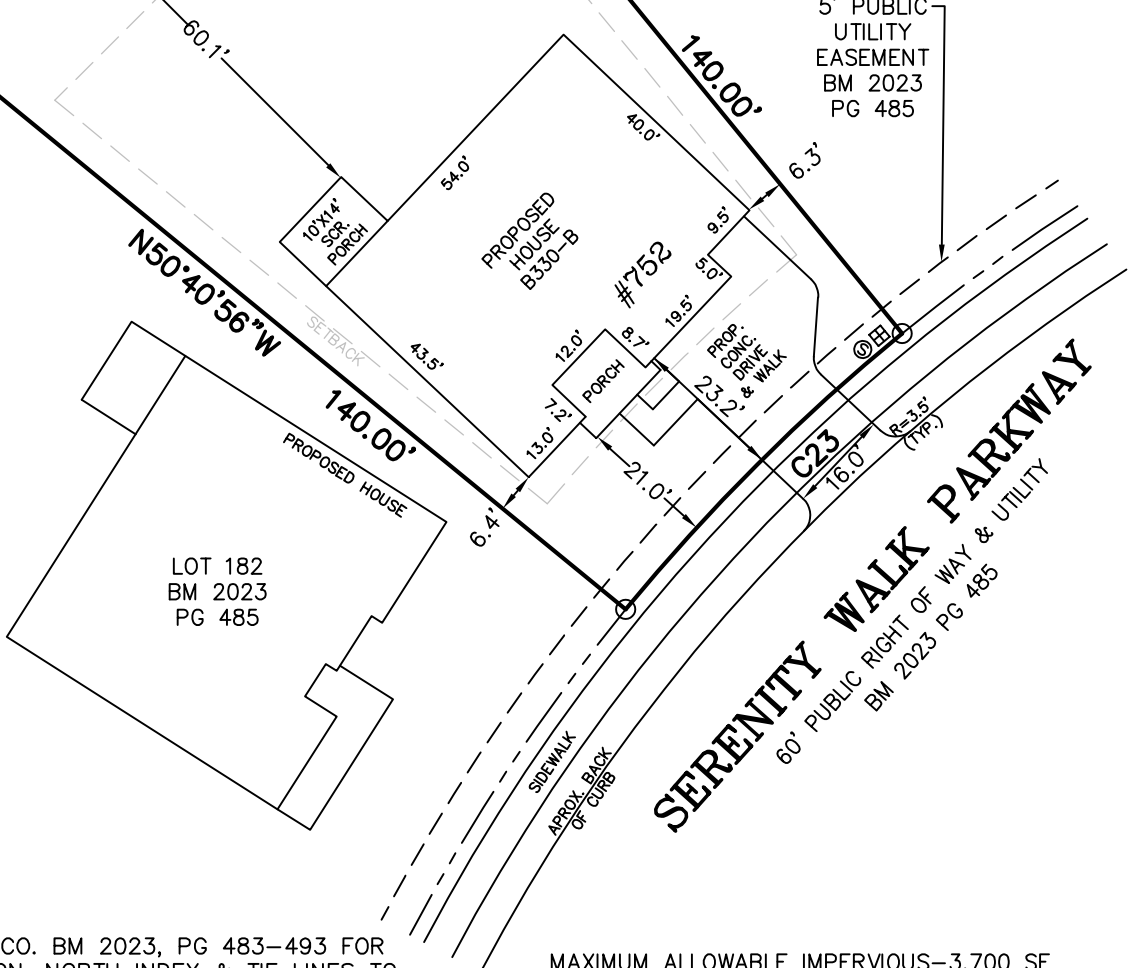 60.1'
140.00'
5' PUBLIC
UTILITY
EASEMENT
BM 2023
PG 485
40.0'
6.3'
54.0'
10'X14'
SCR.
PORCH
PROPOSED
HOUSE
B330-B
#752
9.5'
5.0'
19.5'
N50°40'56"W
SETBACK
43.5'
12.0'
8.7'
PORCH
7.2'
13.0'
PROP.
CONC.
DRIVE
& WALK
23.2'
21.0'
140.00'
6.4'
C23
16.0'
R=3.5'
(TYP.)
PROPOSED HOUSE
LOT 182
BM 2023
PG 485
SERENITY WALK PARKWAY
60' PUBLIC RIGHT OF WAY & UTILITY
BM 2023 PG 485
SIDEWALK
APROX. BACK
OF CURB
CO. BM 2023, PG 483-493 FOR
NORTH INDEX & TIE LINES TO
MAXIMUM ALLOWABLE IMPERVIOUS-3,700 SF